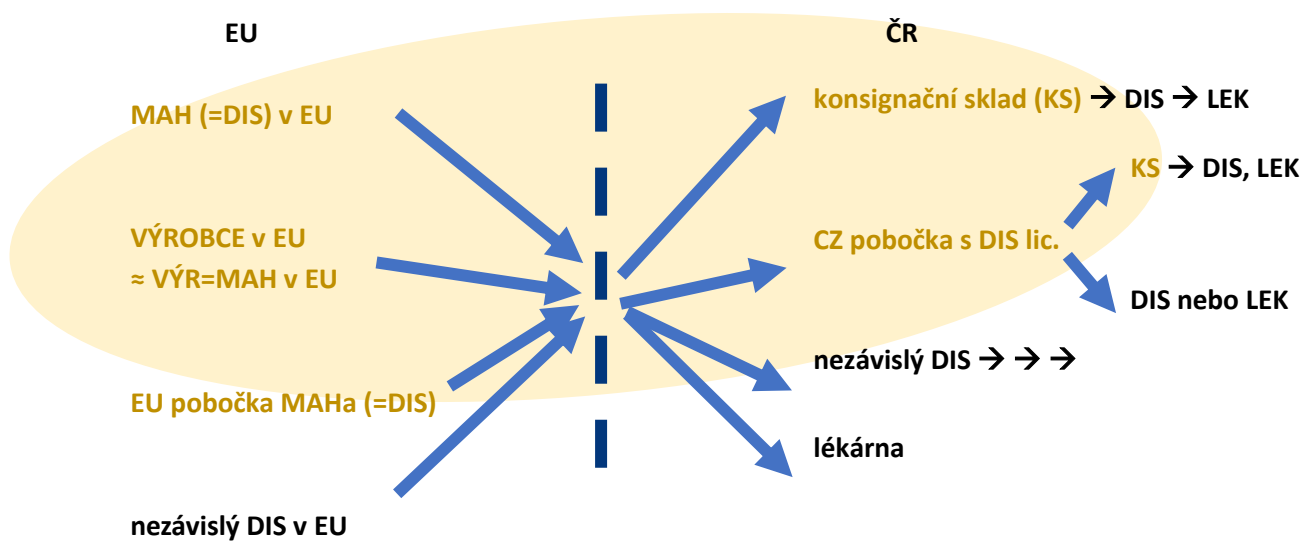 EU
ČR
MAH (=DIS) v EU
konsignační sklad (KS) → DIS → LEK
KS → DIS, LEK
VÝROBCE v EU
≈ VÝR=MAH v EU
CZ pobočka s DIS lic.
DIS nebo LEK
nezávislý DIS → → →
EU pobočka MAHa (=DIS)
lékárna
nezávislý DIS v EU